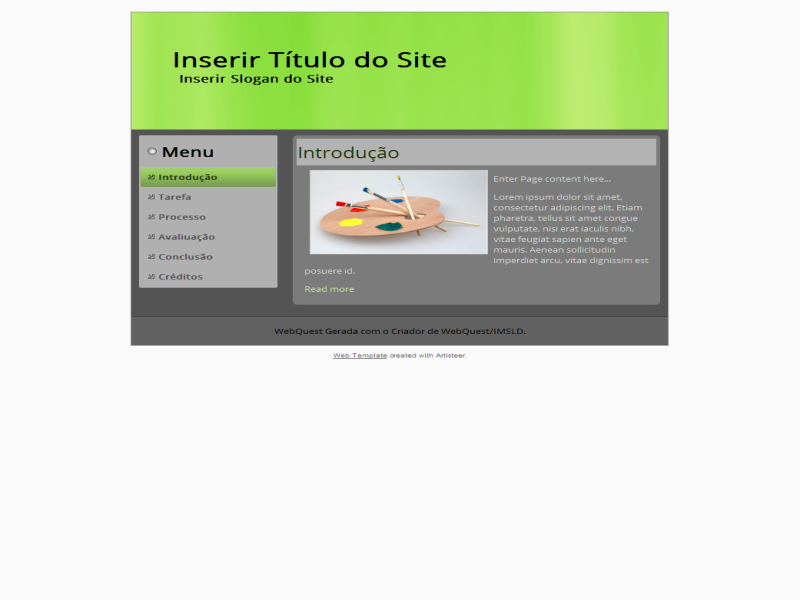 Inserir Título do Site
Inserir Slogan do Site
Menu
Introdução
Tarefa
Processo
Avaliuação
Conclusão
Créditos
Introdução
Enter Page content here...
Lorem ipsum dolor sit amet,
consectetur adipiscing elit. Etiam
pharetra, tellus sit amet congue
vulputate, nisi erat iaculis nibh,
vitae feugiat sapien ante eget
mauris. Aenean sollicitudin
imperdiet arcu, vitae dignissim est
posuere id.
Read more
WebQuest Gerada com o Criador de WebQuest/IMSLD.
Web Template created with Artisteer.